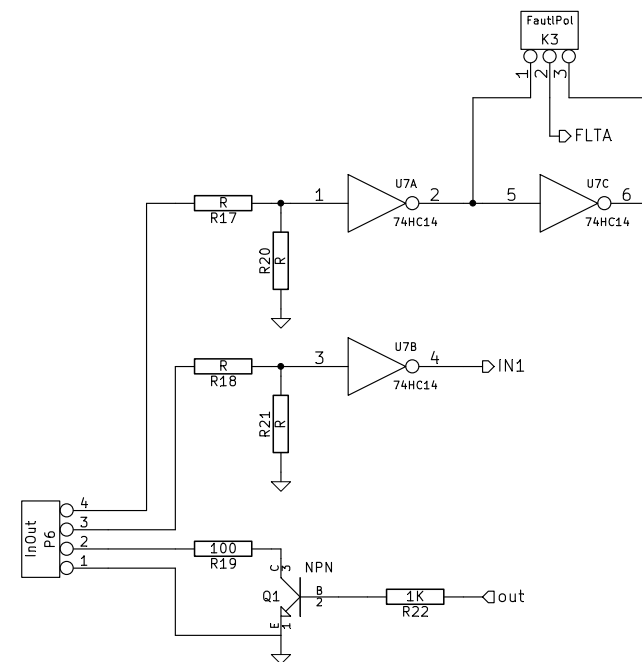 FautlPol
K3
1
2
3
FLTA
R
R17
1
U7A
2
74HC14
5
U7C
6
74HC14
R20
R
R
R18
3
U7B
4
74HC14
IN1
R21
R
InOut
P6
4
3
2
1
100
R19
C
3
NPN
Q1
B
2
E
1
1K
R22
out